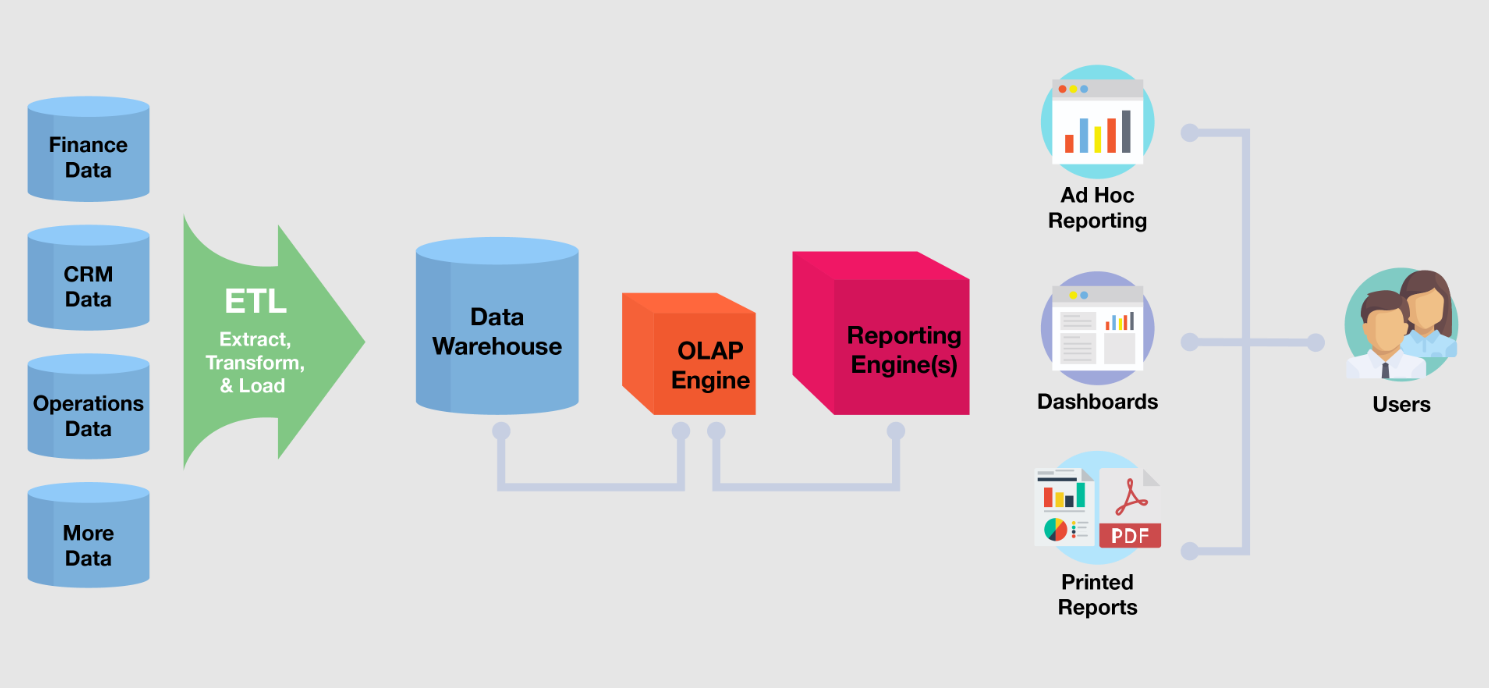 Finance
Data
CRM
Data
Operations
Data
More
Data
ETL
Extract,
Transform,
& Load
Data
Warehouse
OLAP
Engine
Reporting
Engine(s)
Ad Hoc
Reporting
Dashboards
PDF
Printed
Reports
Users